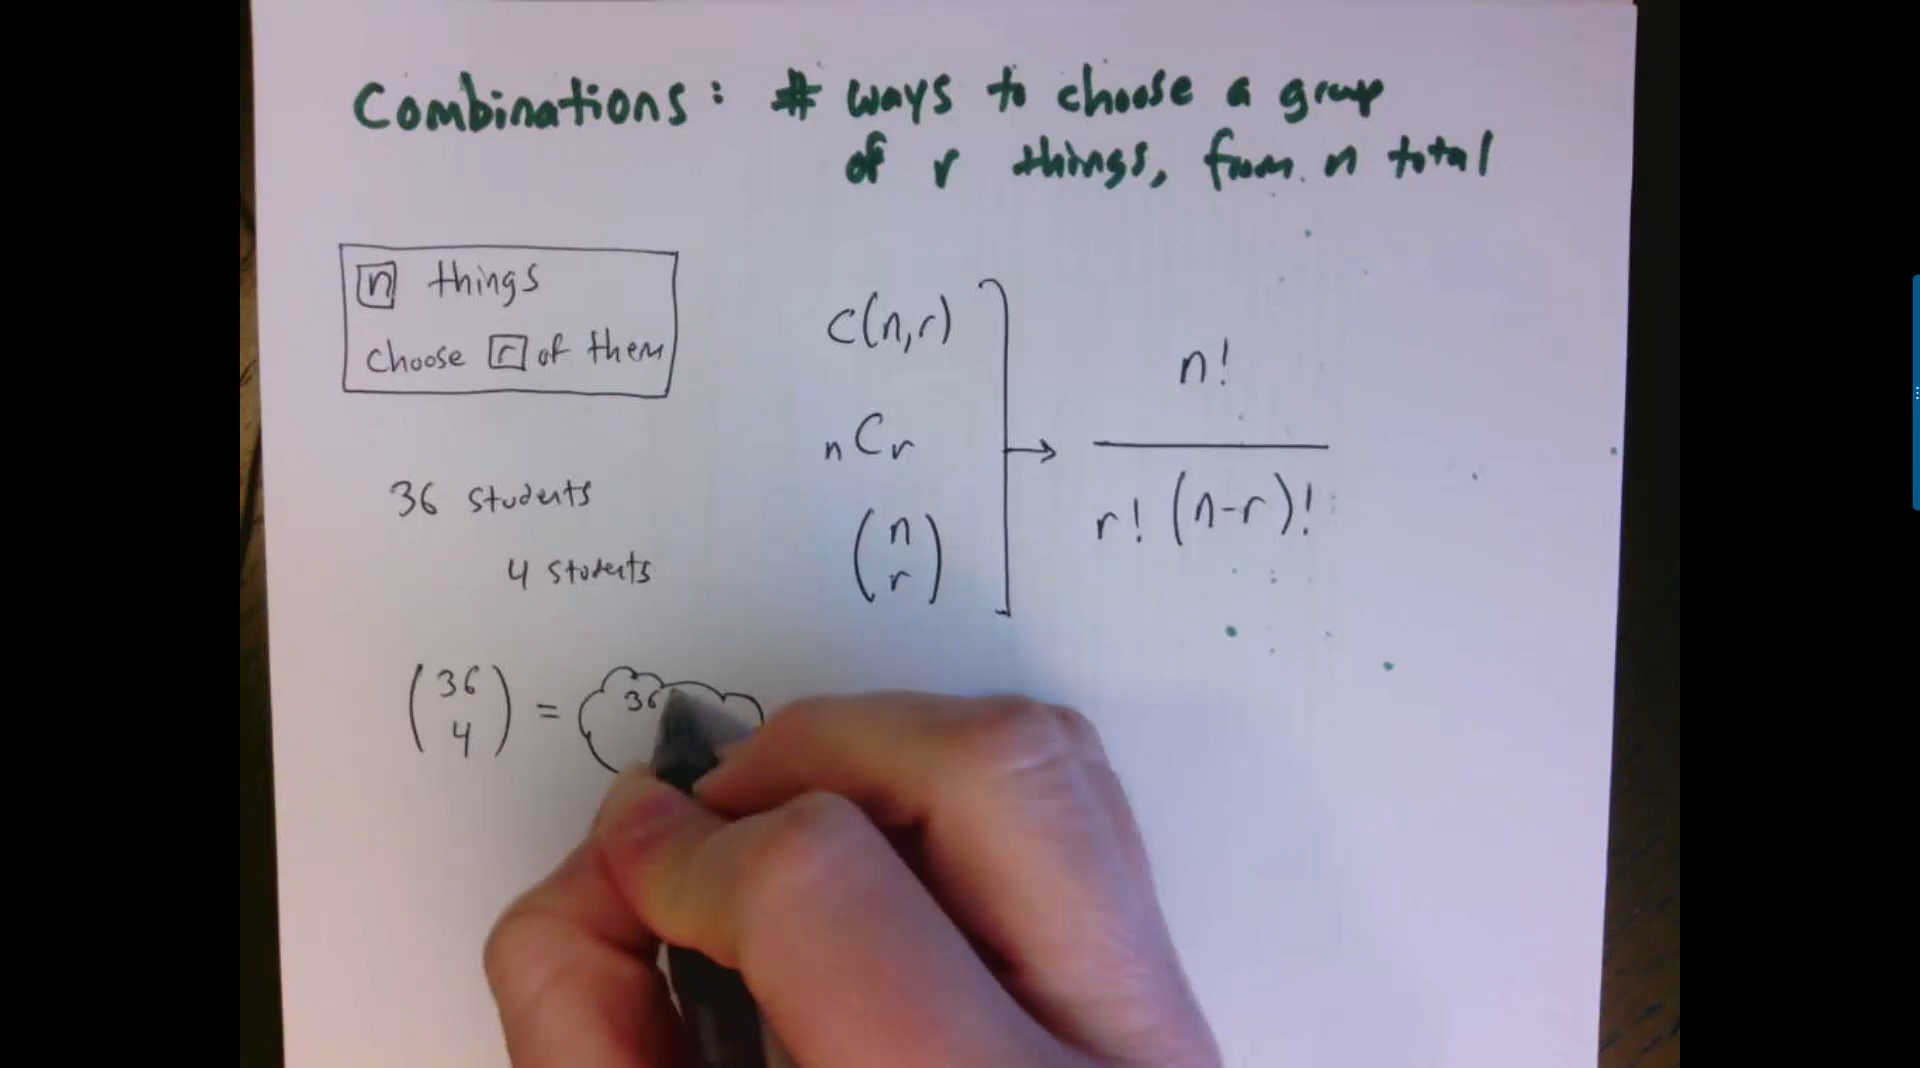 Combinations: # ways to choose a group
of r things, from n total
n things
choose r of them
C(n,r)
nCr
(n r)
n!
r! (n-r)!
36 students
4 students
(36 4) = 36